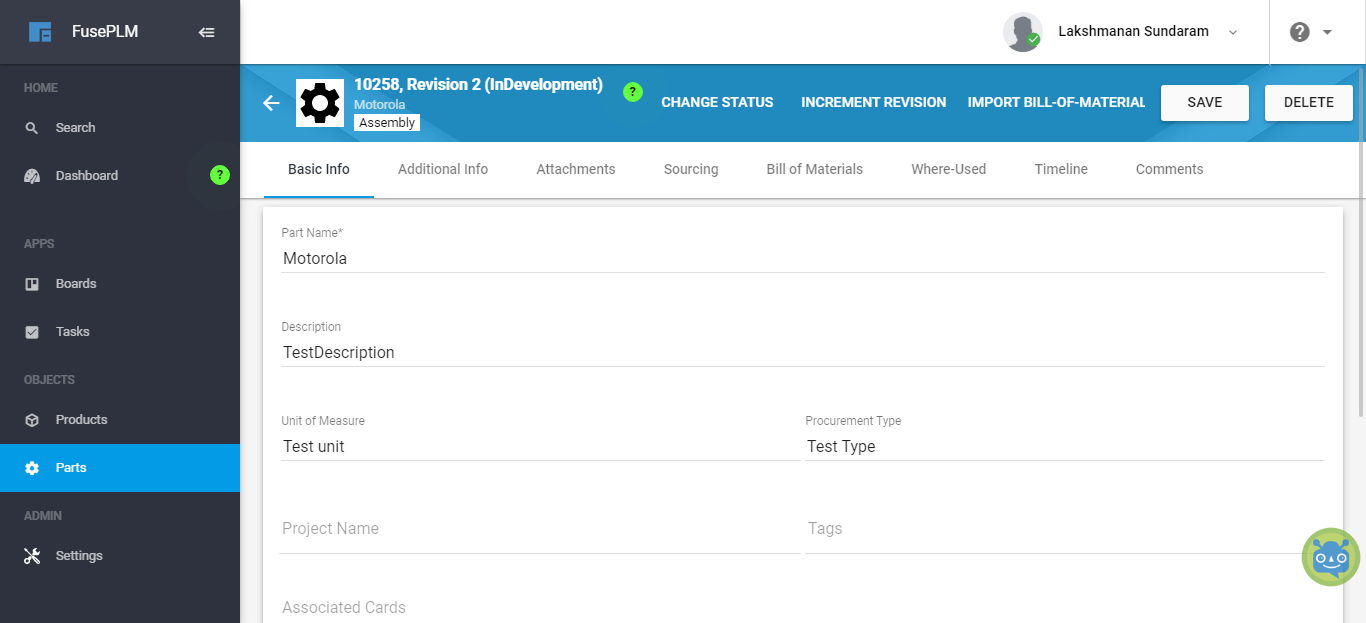 FusePLM
Lakshmanan Sundaram
?
HOME
Search
Dashboard
?
APPS
Boards
Tasks
OBJECTS
Products
Parts
ADMIN
Settings
10258, Revision 2 (InDevelopment)
Motorola
Assembly
?
CHANGE STATUS
INCREMENT REVISION
IMPORT BILL-OF-MATERIAL
SAVE
DELETE
Basic Info
Additional Info
Attachments
Sourcing
Bill of Materials
Where-Used
Timeline
Comments
Part Name*
Motorola
Description
TestDescription
Unit of Measure
Test unit
Procurement Type
Test Type
Project Name
Tags
Associated Cards